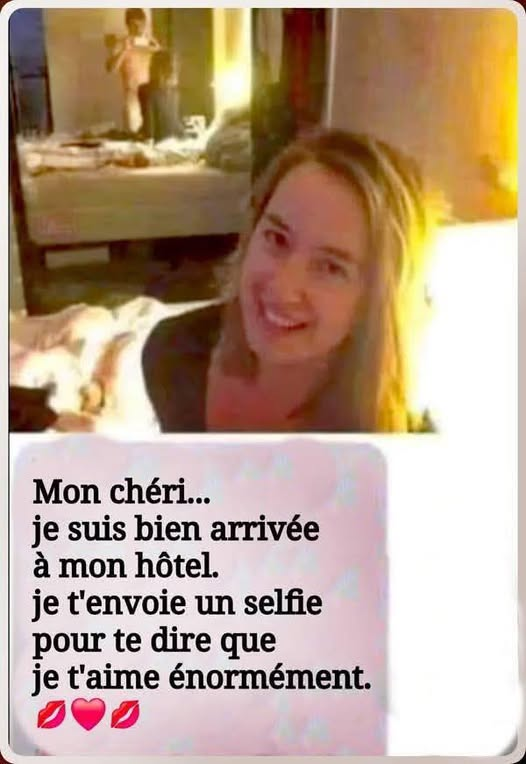 Mon chéri...
je suis bien arrivée
à mon hôtel.
je t'envoie un selfie
pour te dire que
je t'aime énormément.
💋❤️💋